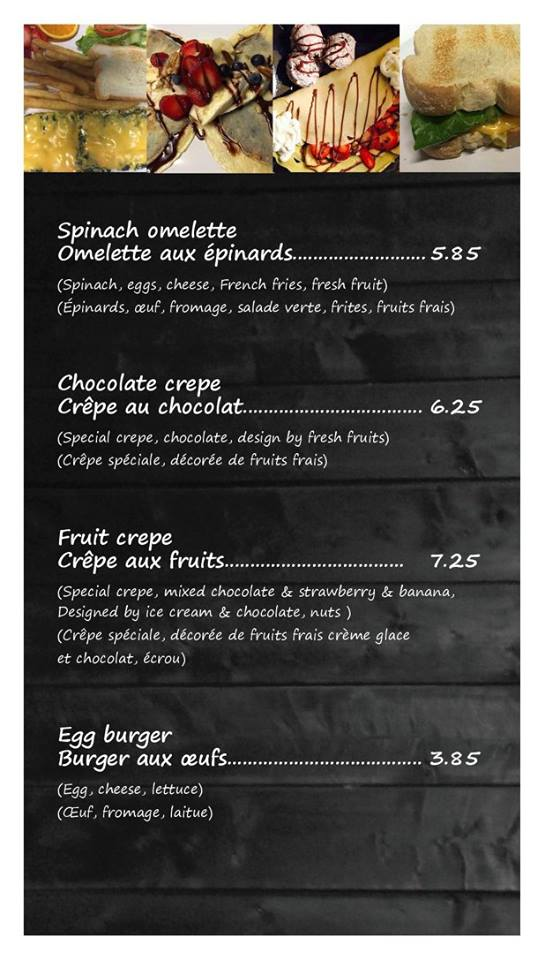 Spinach omelette
Omelette aux épinards.......................... 5.85
(Spinach, eggs, cheese, French fries, fresh fruit)
(Épinards, œuf, fromage, salade verte, frites, fruits frais)
Chocolate crepe
Crêpe au chocolat.................................. 6.25
(Special crepe, chocolate, design by fresh fruits)
(Crêpe spéciale, décorée de fruits frais)
Fruit crepe
Crêpe aux fruits.................................. 7.25
(Special crepe, mixed chocolate & strawberry & banana,
Designed by ice cream & chocolate, nuts )
(Crêpe spéciale, décorée de fruits frais crème glace
et chocolat, écrou)
Egg burger
Burger aux œufs..................................... 3.85
(Egg, cheese, lettuce)
(Œuf, fromage, laitue)